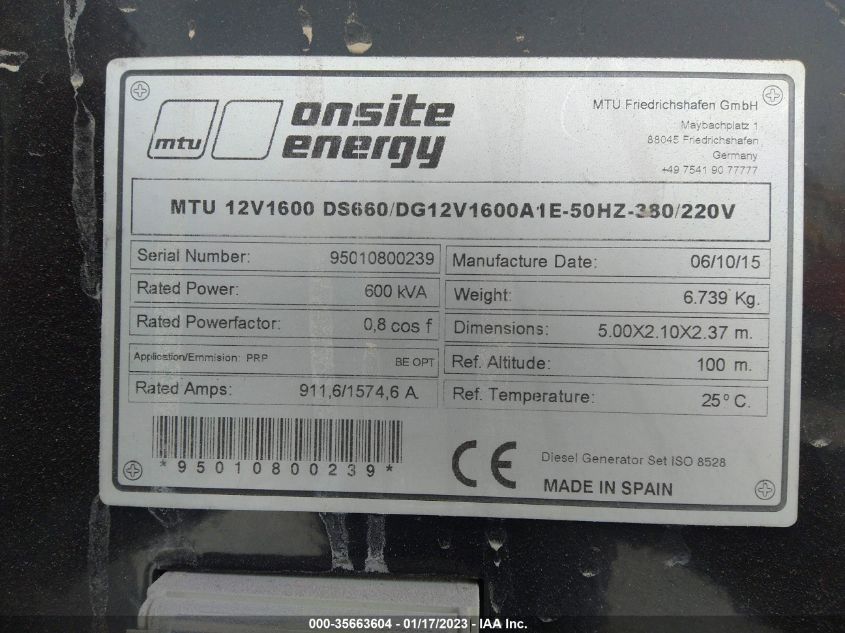 mtu
onsite
energy
MTU Friedrichshafen GmbH
Maybachplatz 1
88045 Friedrichshafen
Germany
+49 7541 90 77777
MTU 12V1600 DS660/DG12V1600A1E-50HZ-380/220V
Serial Number: 95010800239
Rated Power: 600 kVA
Rated Powerfactor: 0,8 cos f
Application/Emmision: PRP BE OPT
Rated Amps: 911,6/1574,6 A
Manufacture Date: 06/10/15
Weight: 6.739 Kg.
Dimensions: 5.00X2.10X2.37 m.
Ref. Altitude: 100 m.
Ref. Temperature: 25º C.
*95010800239*
CE
Diesel Generator Set ISO 8528
MADE IN SPAIN
000-35663604 - 01/17/2023 - IAA Inc.